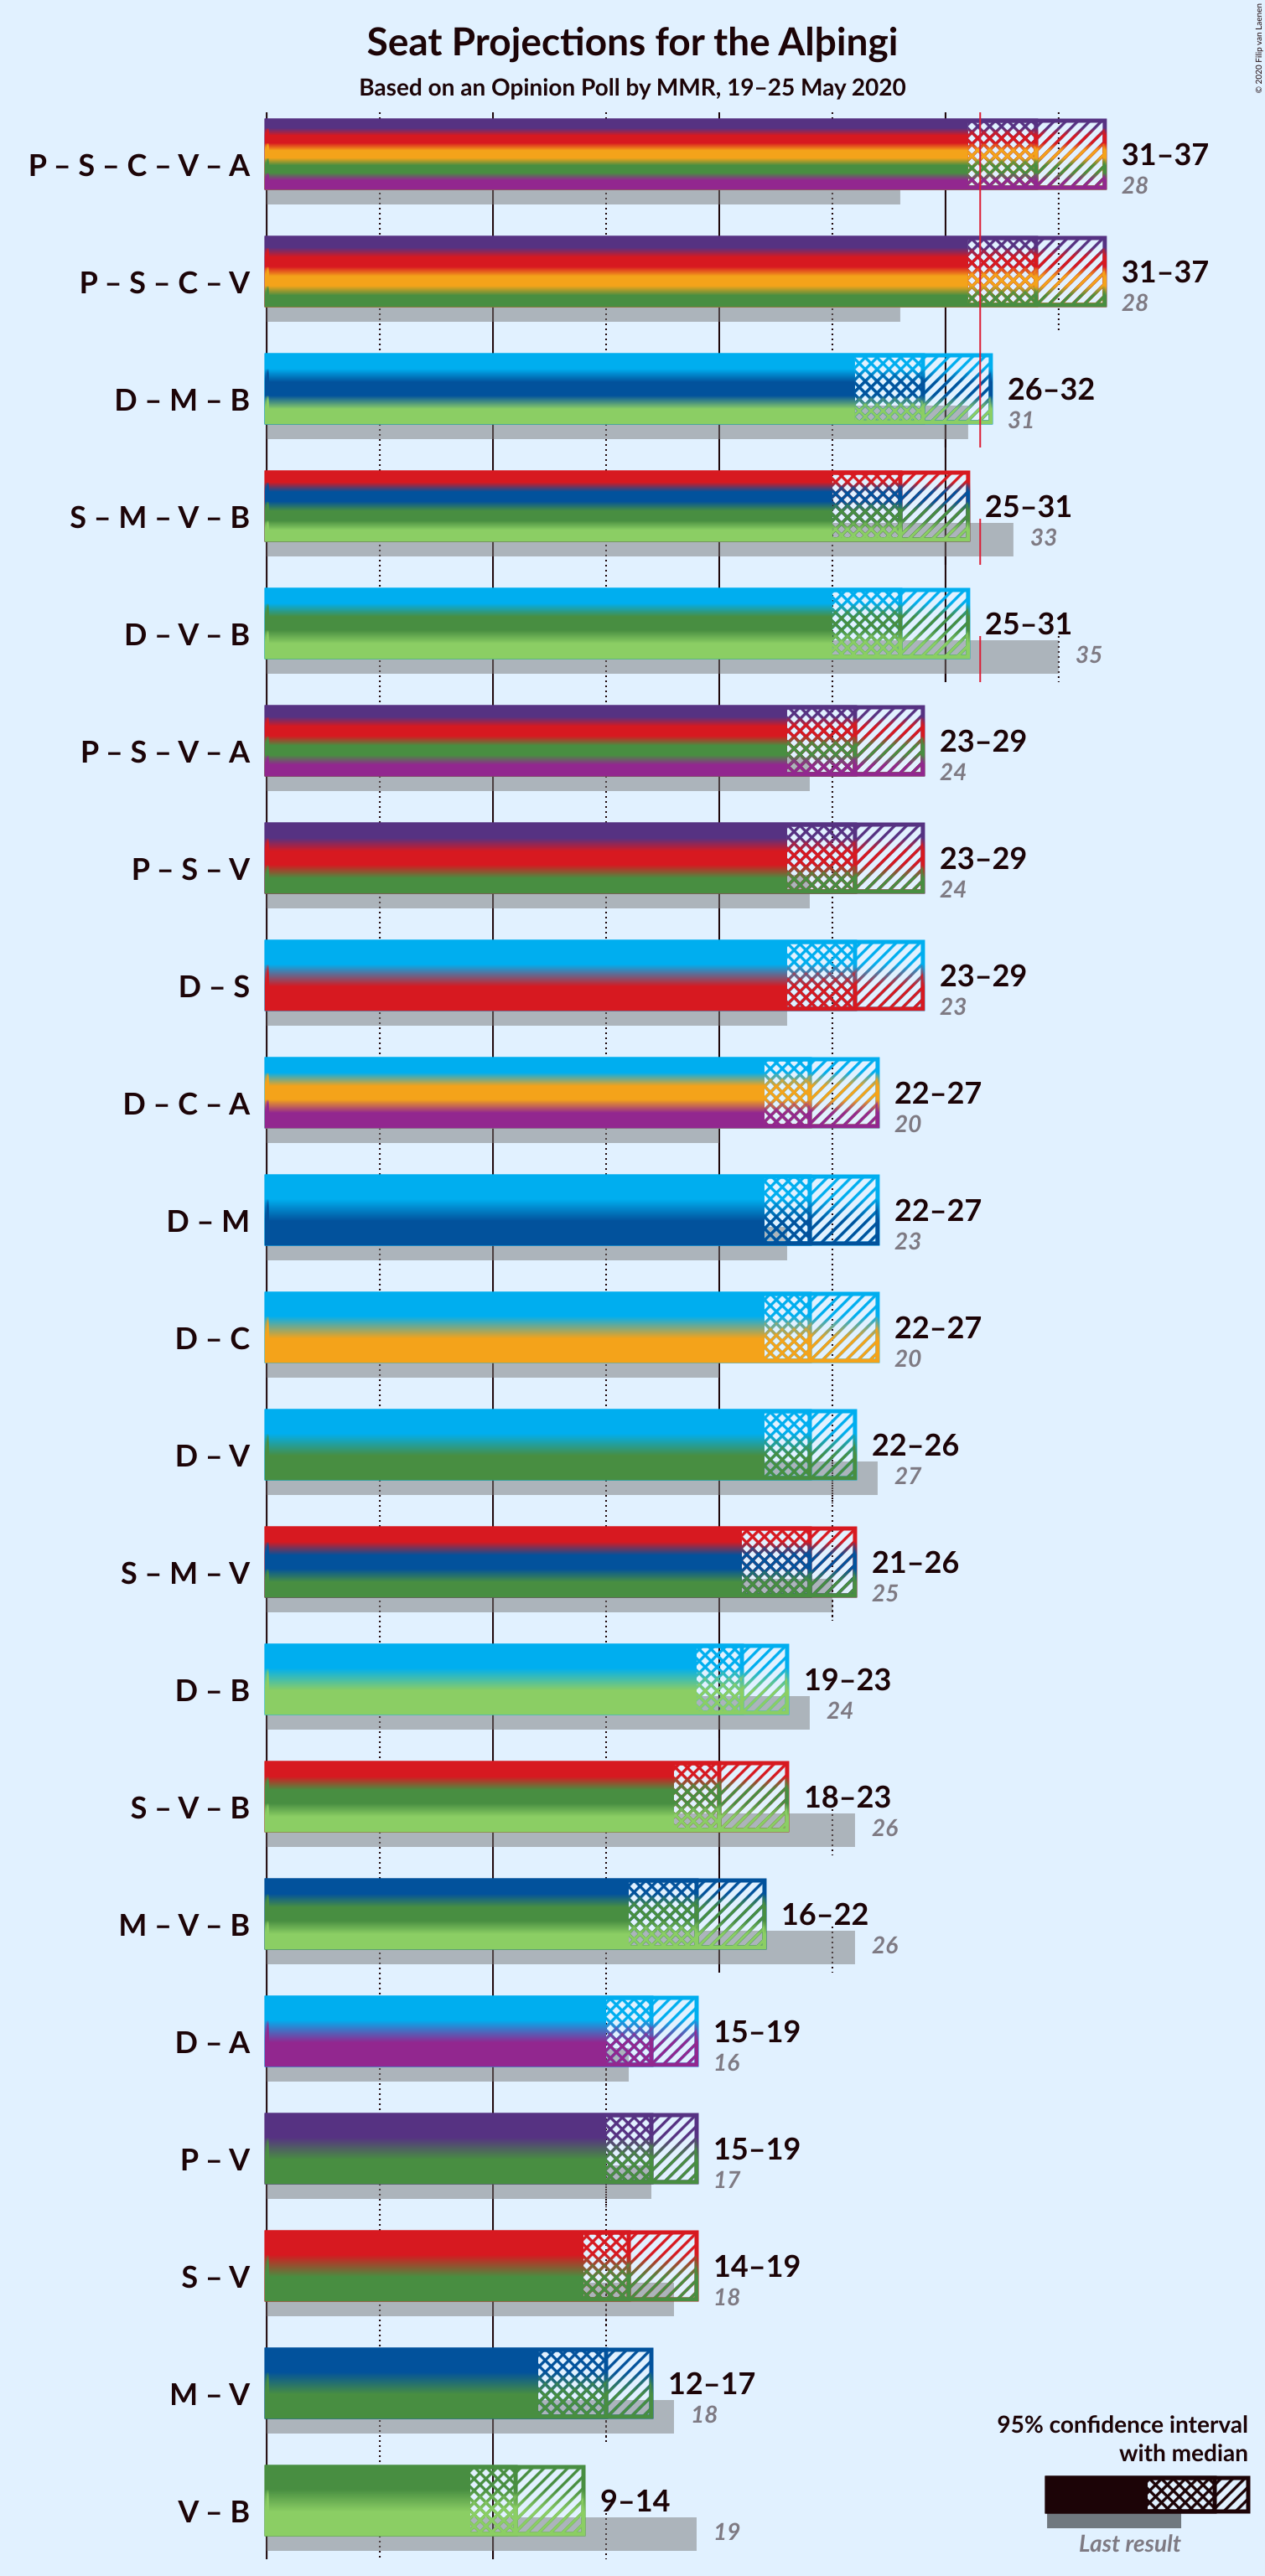 Seat Projections for the Alþingi
Based on an Opinion Poll by MMR, 19–25 May 2020
© 2020 Filip van Laenen
P – S – C – V – A
31–37
28
P – S – C – V
31–37
28
D – M – B
26–32
31
S – M – V – B
25–31
33
D – V – B
25–31
35
P – S – V – A
23–29
24
P – S – V
23–29
24
D – S
23–29
23
D – C – A
22–27
20
D – M
22–27
23
D – C
22–27
20
D – V
22–26
27
S – M – V
21–26
25
D – B
19–23
24
S – V – B
18–23
26
M – V – B
16–22
26
D – A
15–19
16
P – V
15–19
17
S – V
14–19
18
M – V
12–17
18
V – B
9–14
19
95% confidence interval
with median
Last result